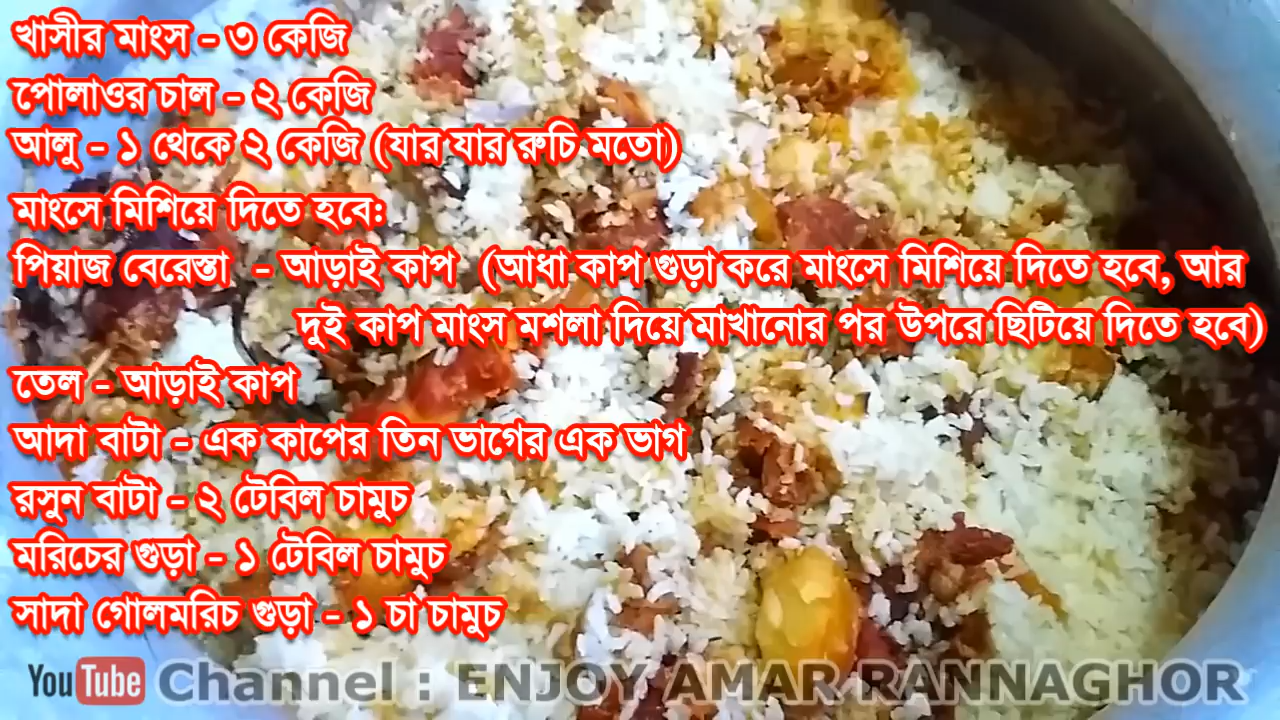 খাসীর মাংস - ৩ কেজি
পোলাওর চাল - ২ কেজি
আলু - ১ থেকে ২ কেজি (যার যার রুচি মতো)
মাংসে মিশিয়ে দিতে হবে:
পিয়াজ বেরেস্তা - আড়াই কাপ (আধা কাপ গুড়া করে মাংসে মিশিয়ে দিতে হবে, আর
দুই কাপ মাংস মশলা দিয়ে মাখানোর পর উপরে ছিটিয়ে দিতে হবে)
তেল - আড়াই কাপ
আদা বাটা - এক কাপের তিন ভাগের এক ভাগ
রসুন বাটা - ২ টেবিল চামুচ
মরিচের গুড়া - ১ টেবিল চামুচ
সাদা গোলমরিচ গুড়া - ১ চা চামুচ
YouTube Channel : ENJOY AMAR RANNAGHOR